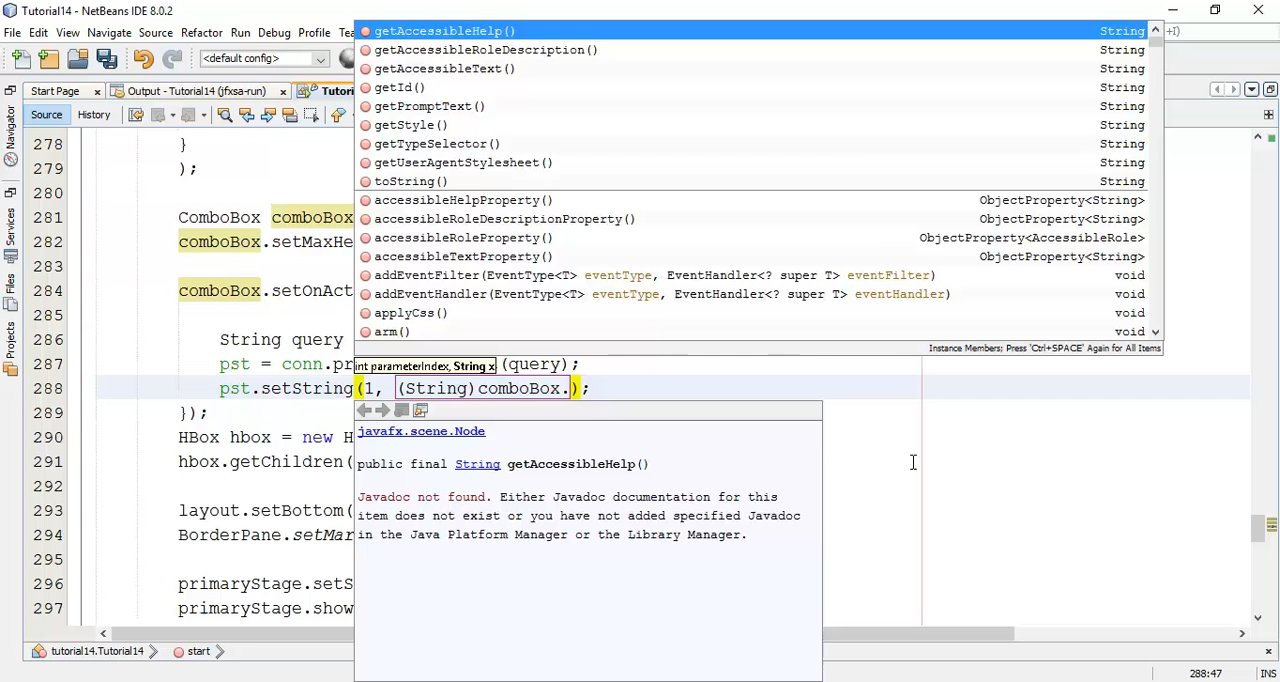 Tutorial14 - NetBeans IDE 8.0.2
File Edit View Navigate Source Refactor Run Debug Profile Tea
+I)
<default config>
Start Page Output - Tutorial14 (jfxsa-run) Tutori
Source History
getAccessibleHelp() String
getAccessibleRoleDescription() String
getAccessibleText() String
getId() String
getPromptText() String
getStyle() String
getTypeSelector() String
getUserAgentStylesheet() String
toString() String
accessibleHelpProperty() ObjectProperty<String>
accessibleRoleDescriptionProperty() ObjectProperty<String>
accessibleRoleProperty() ObjectProperty<AccessibleRole>
accessibleTextProperty() ObjectProperty<String>
addEventFilter(EventType<T> eventType, EventHandler<? super T> eventFilter) void
addEventHandler(EventType<T> eventType, EventHandler<? super T> eventHandler) void
applyCss() void
arm() void
Instance Members; Press 'Ctrl+SPACE' Again for All Items
Navigator
Services
Files
Projects
278 }
279 );
280
281 ComboBox comboBox
282 comboBox.setMaxHe
283
284 comboBox.setOnAct
285
286 String query
287 pst = conn.pr (query);
int parameterIndex, String x
288 pst.setString(1, (String)comboBox.);
289 });
290 HBox hbox = new H
291 hbox.getChildren(
292
293 layout.setBottom(
294 BorderPane.setMar
295
296 primaryStage.setS
297 primaryStage.show
javafx.scene.Node
public final String getAccessibleHelp()
Javadoc not found. Either Javadoc documentation for this
item does not exist or you have not added specified Javadoc
in the Java Platform Manager or the Library Manager.
tutorial14.Tutorial14 start
288:47 INS